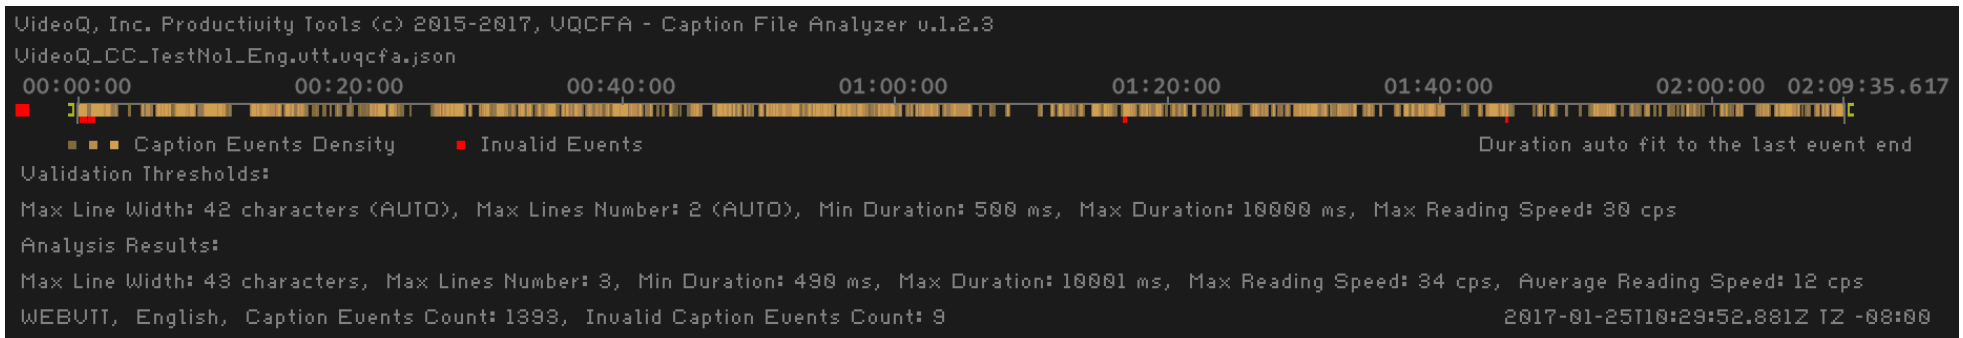 VideoQ, Inc. Productivity Tools (c) 2015-2017, VQCFA - Caption File Analyzer v.1.2.3
VideoQ_CC_TestNo1_Eng.vtt.vqcfa.json
00:00:00 00:20:00 00:40:00 01:00:00 01:20:00 01:40:00 02:00:00 02:09:35.617
Caption Events Density Invalid Events Duration auto fit to the last event end
Validation Thresholds:
Max Line Width: 42 characters (AUTO), Max Lines Number: 2 (AUTO), Min Duration: 500 ms, Max Duration: 10000 ms, Max Reading Speed: 30 cps
Analysis Results:
Max Line Width: 43 characters, Max Lines Number: 3, Min Duration: 490 ms, Max Duration: 10001 ms, Max Reading Speed: 34 cps, Average Reading Speed: 12 cps
WEBVTT, English, Caption Events Count: 1393, Invalid Caption Events Count: 9 2017-01-25T10:29:52.881Z TZ -08:00